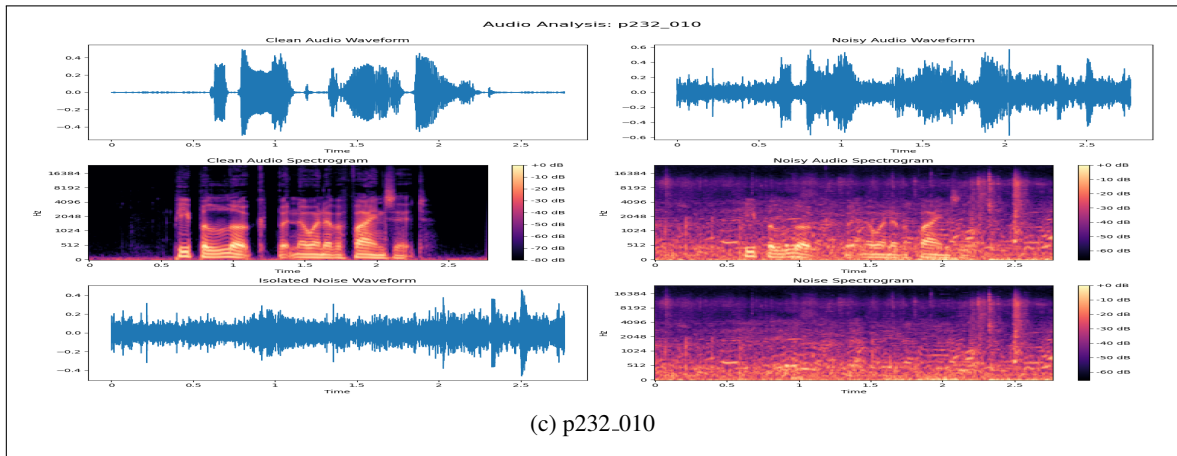 Audio Analysis: p232_010
Clean Audio Waveform
0.4
0.2
0.0
−0.2
−0.4
0 0.5 1 1.5 2 2.5
Time
Noisy Audio Waveform
0.6
0.4
0.2
0.0
−0.2
−0.4
−0.6
0 0.5 1 1.5 2 2.5
Time
Clean Audio Spectrogram
Hz
16384
8192
4096
2048
1024
512
0
0 0.5 1 1.5 2 2.5
Time
+0 dB
-10 dB
-20 dB
-30 dB
-40 dB
-50 dB
-60 dB
-70 dB
-80 dB
Noisy Audio Spectrogram
Hz
16384
8192
4096
2048
1024
512
0
0 0.5 1 1.5 2 2.5
Time
+0 dB
-10 dB
-20 dB
-30 dB
-40 dB
-50 dB
-60 dB
Isolated Noise Waveform
0.4
0.2
0.0
−0.2
−0.4
0 0.5 1 1.5 2 2.5
Time
Noise Spectrogram
Hz
16384
8192
4096
2048
1024
512
0
0 0.5 1 1.5 2 2.5
Time
+0 dB
-10 dB
-20 dB
-30 dB
-40 dB
-50 dB
-60 dB
(c) p232_010